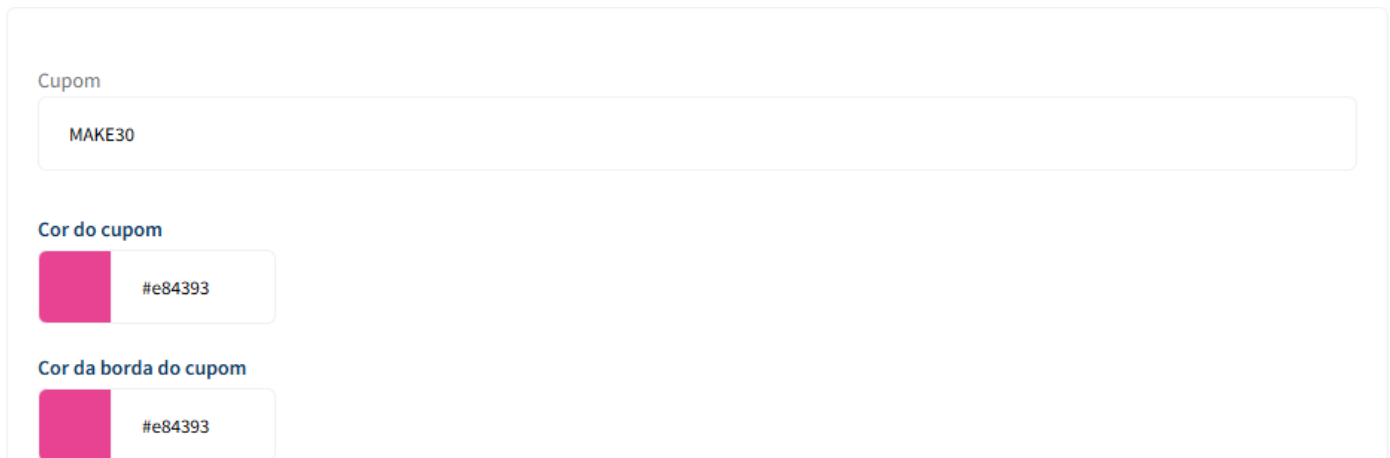 Cupom
MAKE30
Cor do cupom
#e84393
Cor da borda do cupom
#e84393